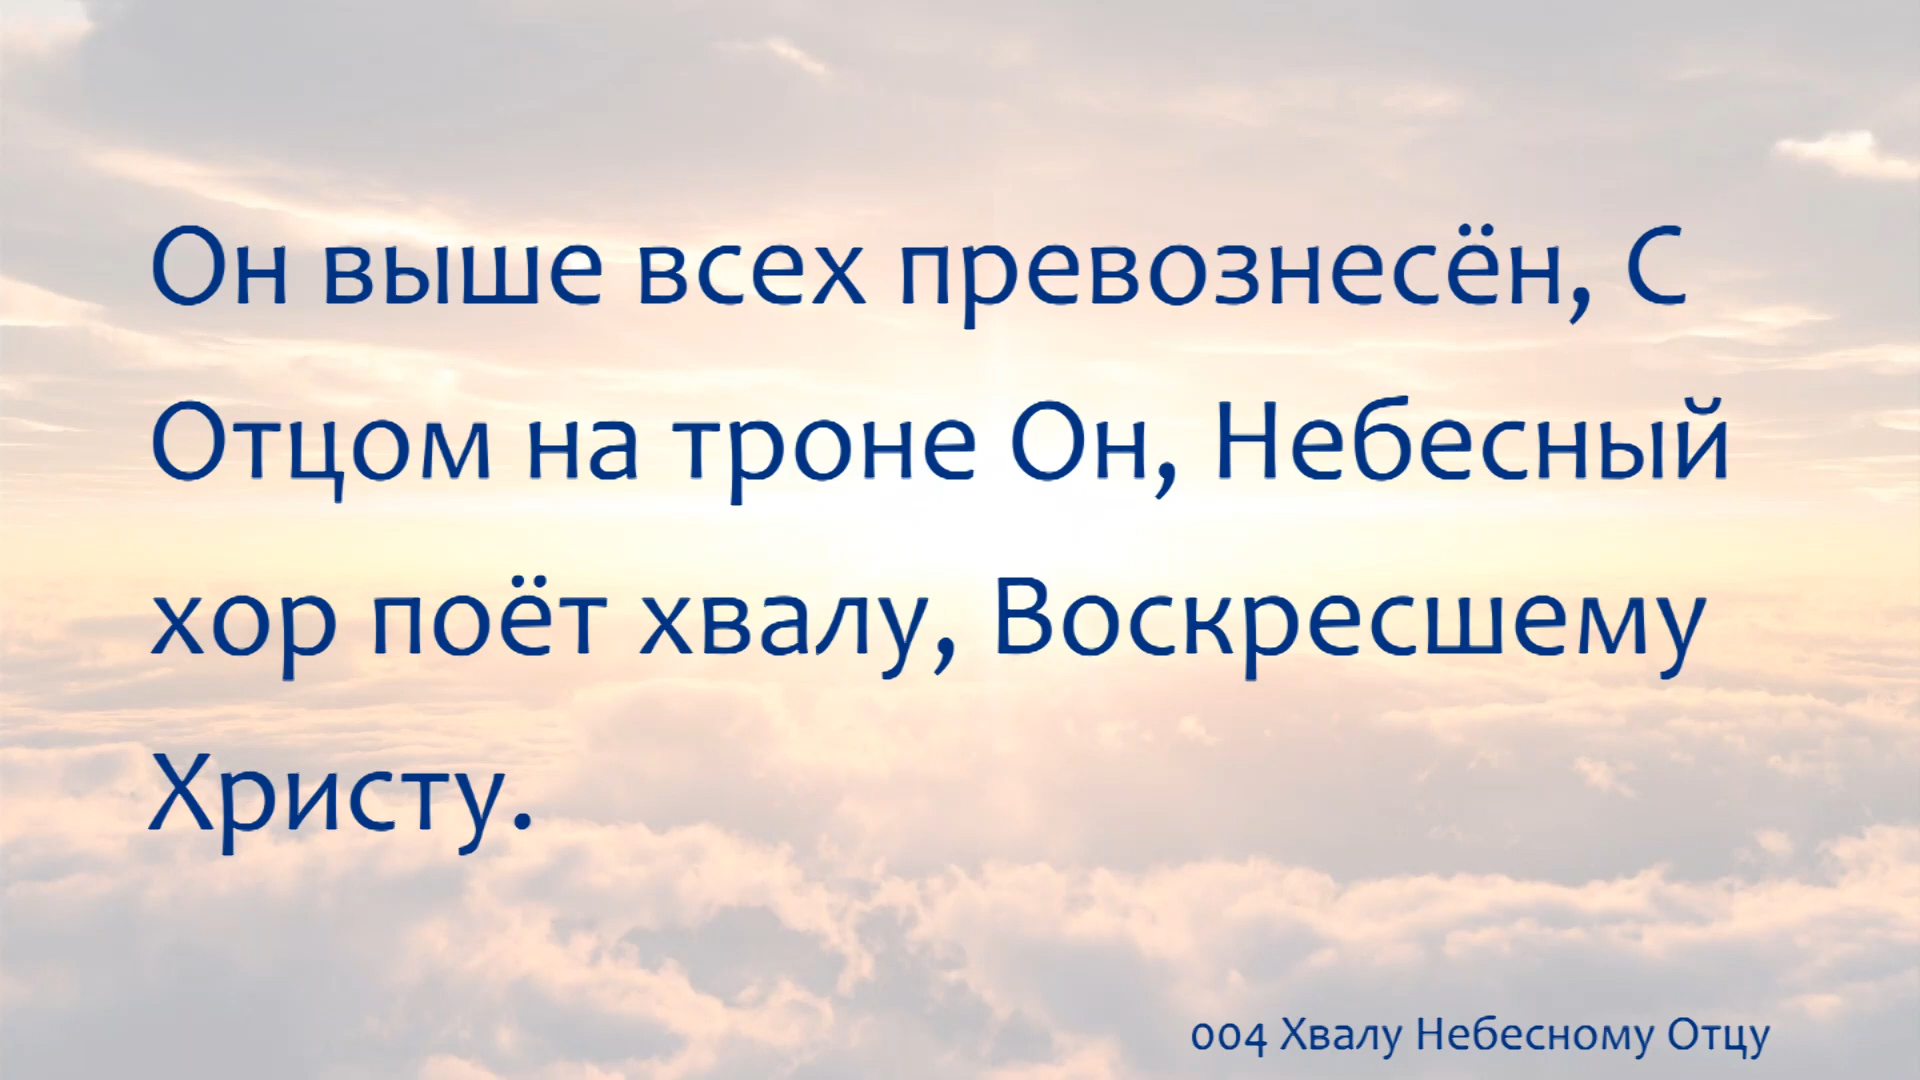 Он выше всех превознесён, С
Отцом на троне Он, Небесный
хор поёт хвалу, Воскресшему
Христу.
004 Хвалу Небесному Отцу